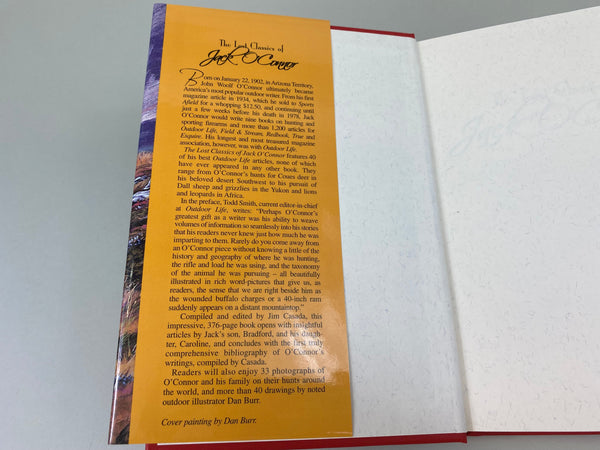 The Lost Classics of
Jack O'Connor
Born on January 22, 1902, in Arizona Territory,
John Woolf O'Connor ultimately became
America's most popular outdoor writer. From his first
magazine article in 1934, which he sold to Sports
Afield for a whopping $12.50, and continuing until
just a few weeks before his death in 1978, Jack
O'Connor would write nine books on hunting and
sporting firearms and more than 1,200 articles for
Outdoor Life, Field & Stream, Redbook, True and
Esquire. His longest and most treasured magazine
association, however, was with Outdoor Life.
The Lost Classics of Jack O'Connor features 40
of his best Outdoor Life articles, none of which
have ever appeared in any other book. They
range from O'Connor's hunts for Coues deer in
his beloved desert Southwest to his pursuit of
Dall sheep and grizzlies in the Yukon and lions
and leopards in Africa.
In the preface, Todd Smith, current editor-in-chief
at Outdoor Life, writes: "Perhaps O'Connor's
greatest gift as a writer was his ability to weave
volumes of information so seamlessly into his stories
that his readers never knew just how much he was
imparting to them. Rarely do you come away from
an O'Connor piece without knowing a little of the
history and geography of where he was hunting,
the rifle and load he was using, and the taxonomy
of the animal he was pursuing – all beautifully
illustrated in rich word-pictures that give us, as
readers, the sense that we are right beside him as
the wounded buffalo charges or a 40-inch ram
suddenly appears on a distant mountaintop."
Compiled and edited by Jim Casada, this
impressive, 376-page book opens with insightful
articles by Jack's son, Bradford, and his daugh-
ter, Caroline, and concludes with the first truly
comprehensive bibliography of O'Connor's
writings, compiled by Casada.
Readers will also enjoy 33 photographs of
O'Connor and his family on their hunts around
the world, and more than 40 drawings by noted
outdoor illustrator Dan Burr.
Cover painting by Dan Burr.